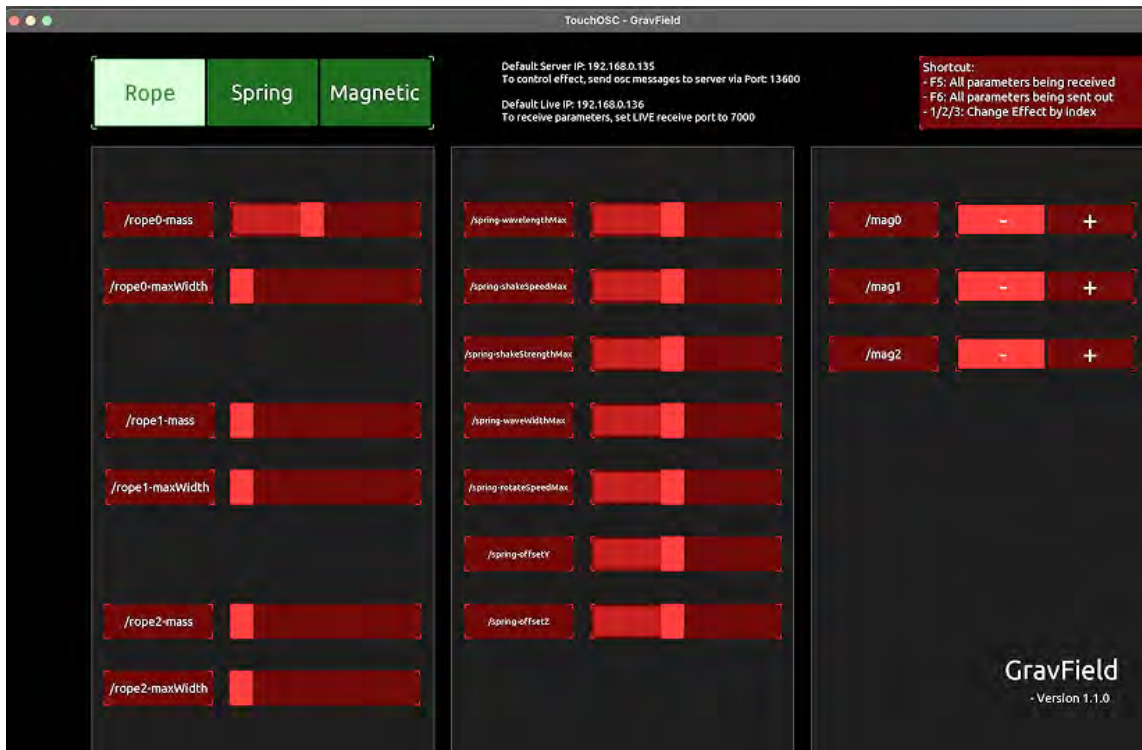 TouchOSC - GravField
Rope
Spring
Magnetic
Default Server IP: 192.168.0.135
To control effect, send osc messages to server via Port: 13600
Default Live IP: 192.168.0.136
To receive parameters, set LIVE receive port to 7000
Shortcut:
- F5: All parameters being received
- F6: All parameters being sent out
- 1/2/3: Change Effect by Index
/rope0-mass
/rope0-maxWidth
/rope1-mass
/rope1-maxWidth
/rope2-mass
/rope2-maxWidth
/spring-wavelengthMax
/spring-shakeSpeedMax
/spring-shakeStrengthMax
/spring-waveWidthMax
/spring-rotateSpeedMax
/spring-offsetY
/spring-offsetZ
/mag0 - +
/mag1 - +
/mag2 - +
GravField
- Version 1.1.0